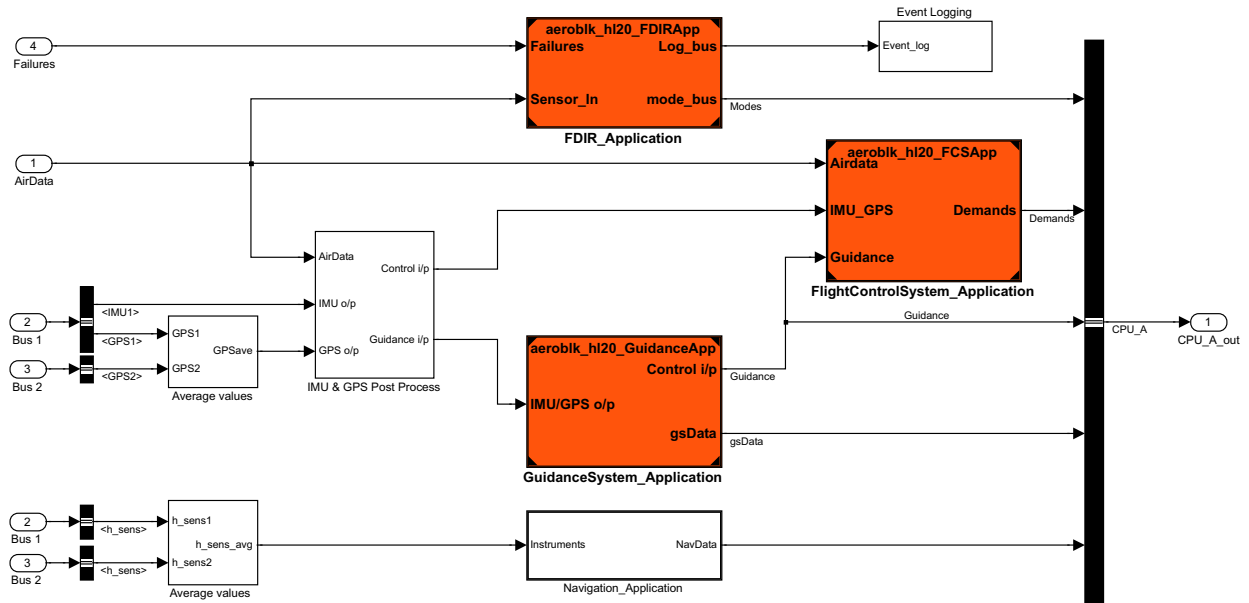 Event Logging
aeroblk_hl20_FDIRApp
4
Failures
Failures
Log_bus
Event_log
Sensor_In
mode_bus
Modes
FDIR_Application
aeroblk_hl20_FCSApp
1
AirData
Airdata
IMU_GPS
Demands
Demands
Guidance
FlightControlSystem_Application
AirData
Control i/p
IMU o/p
Guidance i/p
GPS o/p
IMU & GPS Post Process
2
Bus 1
<IMU1>
<GPS1>
3
Bus 2
<GPS2>
GPS1
GPSave
GPS2
Average values
Guidance
CPU_A
1
CPU_A_out
aeroblk_hl20_GuidanceApp
Control i/p
Guidance
IMU/GPS o/p
gsData
gsData
GuidanceSystem_Application
2
Bus 1
<h_sens>
3
Bus 2
<h_sens>
h_sens1
h_sens_avg
h_sens2
Average values
Instruments
NavData
Navigation_Application